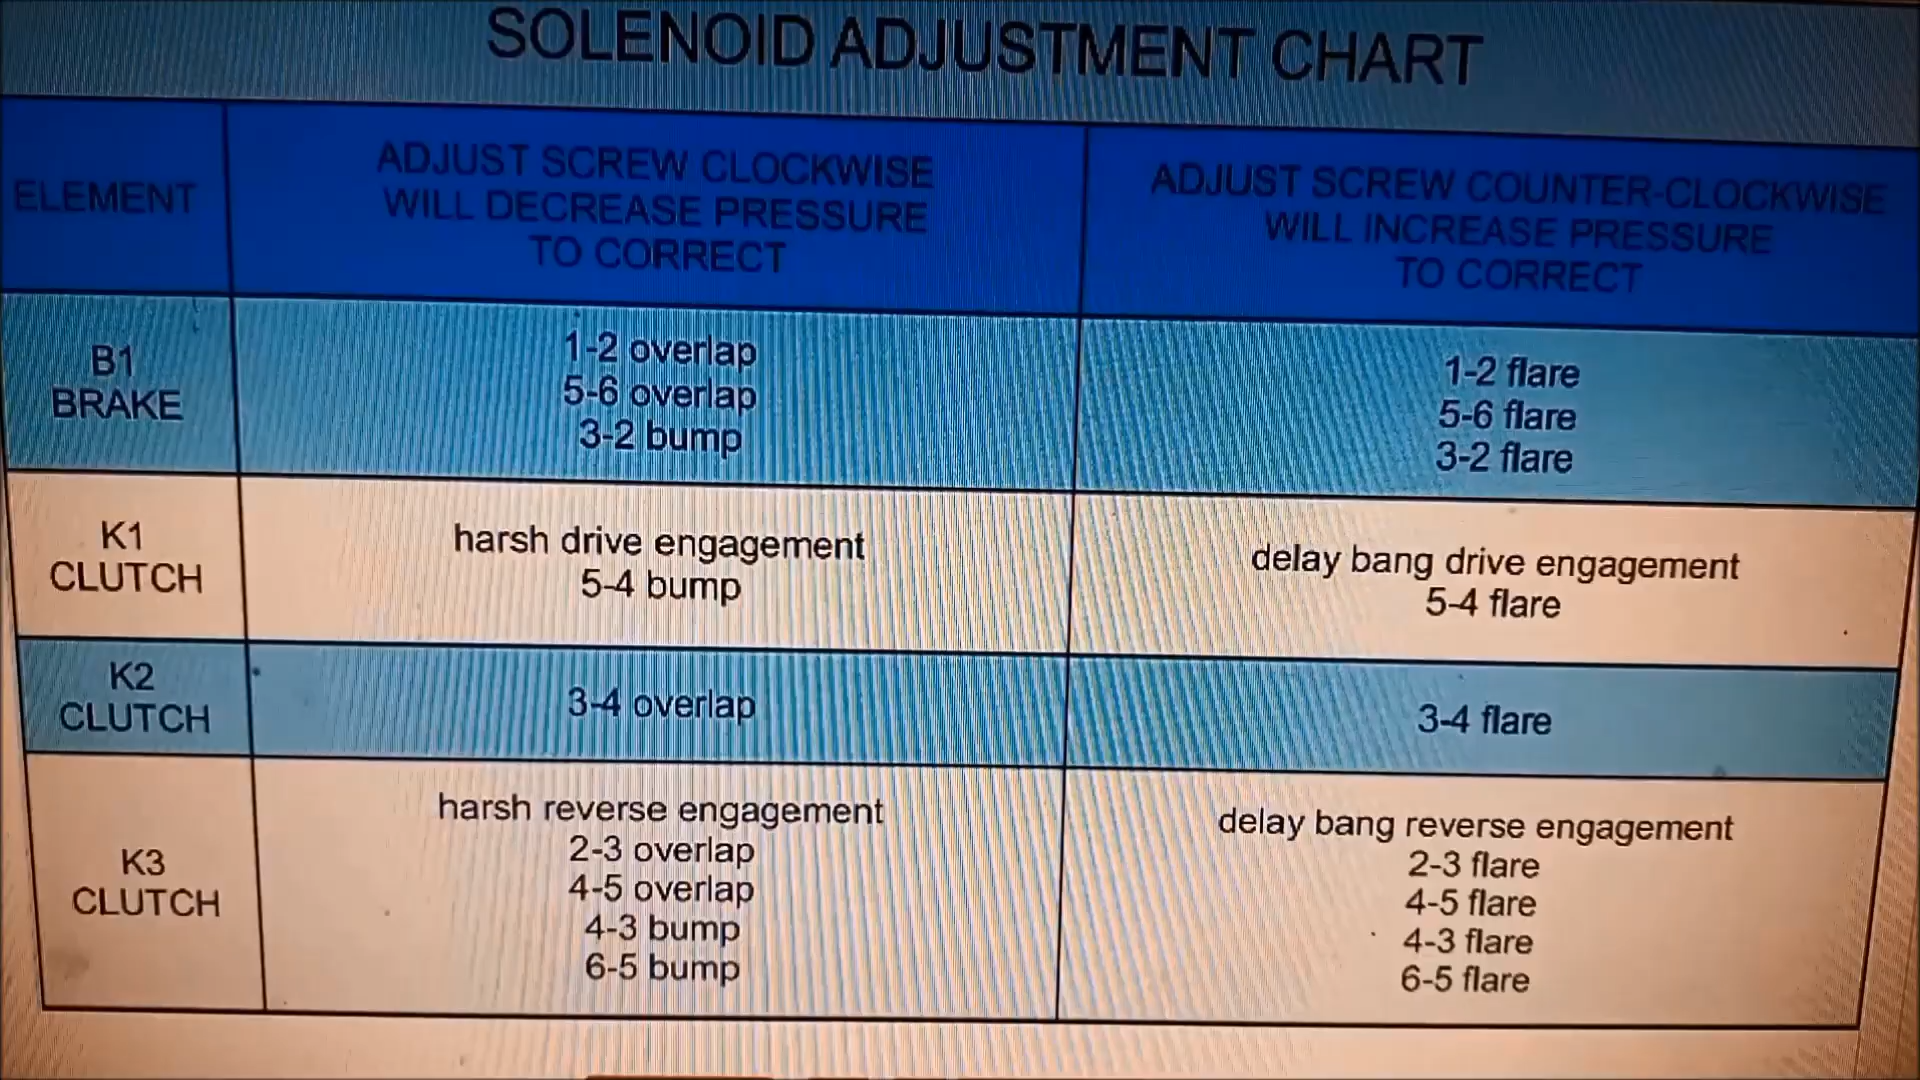 SOLENOID ADJUSTMENT CHART
ELEMENT
ADJUST SCREW CLOCKWISE
WILL DECREASE PRESSURE
TO CORRECT
ADJUST SCREW COUNTER-CLOCKWISE
WILL INCREASE PRESSURE
TO CORRECT
B1
BRAKE
1-2 overlap
5-6 overlap
3-2 bump
1-2 flare
5-6 flare
3-2 flare
K1
CLUTCH
harsh drive engagement
5-4 bump
delay bang drive engagement
5-4 flare
K2
CLUTCH
3-4 overlap
3-4 flare
K3
CLUTCH
harsh reverse engagement
2-3 overlap
4-5 overlap
4-3 bump
6-5 bump
delay bang reverse engagement
2-3 flare
4-5 flare
4-3 flare
6-5 flare